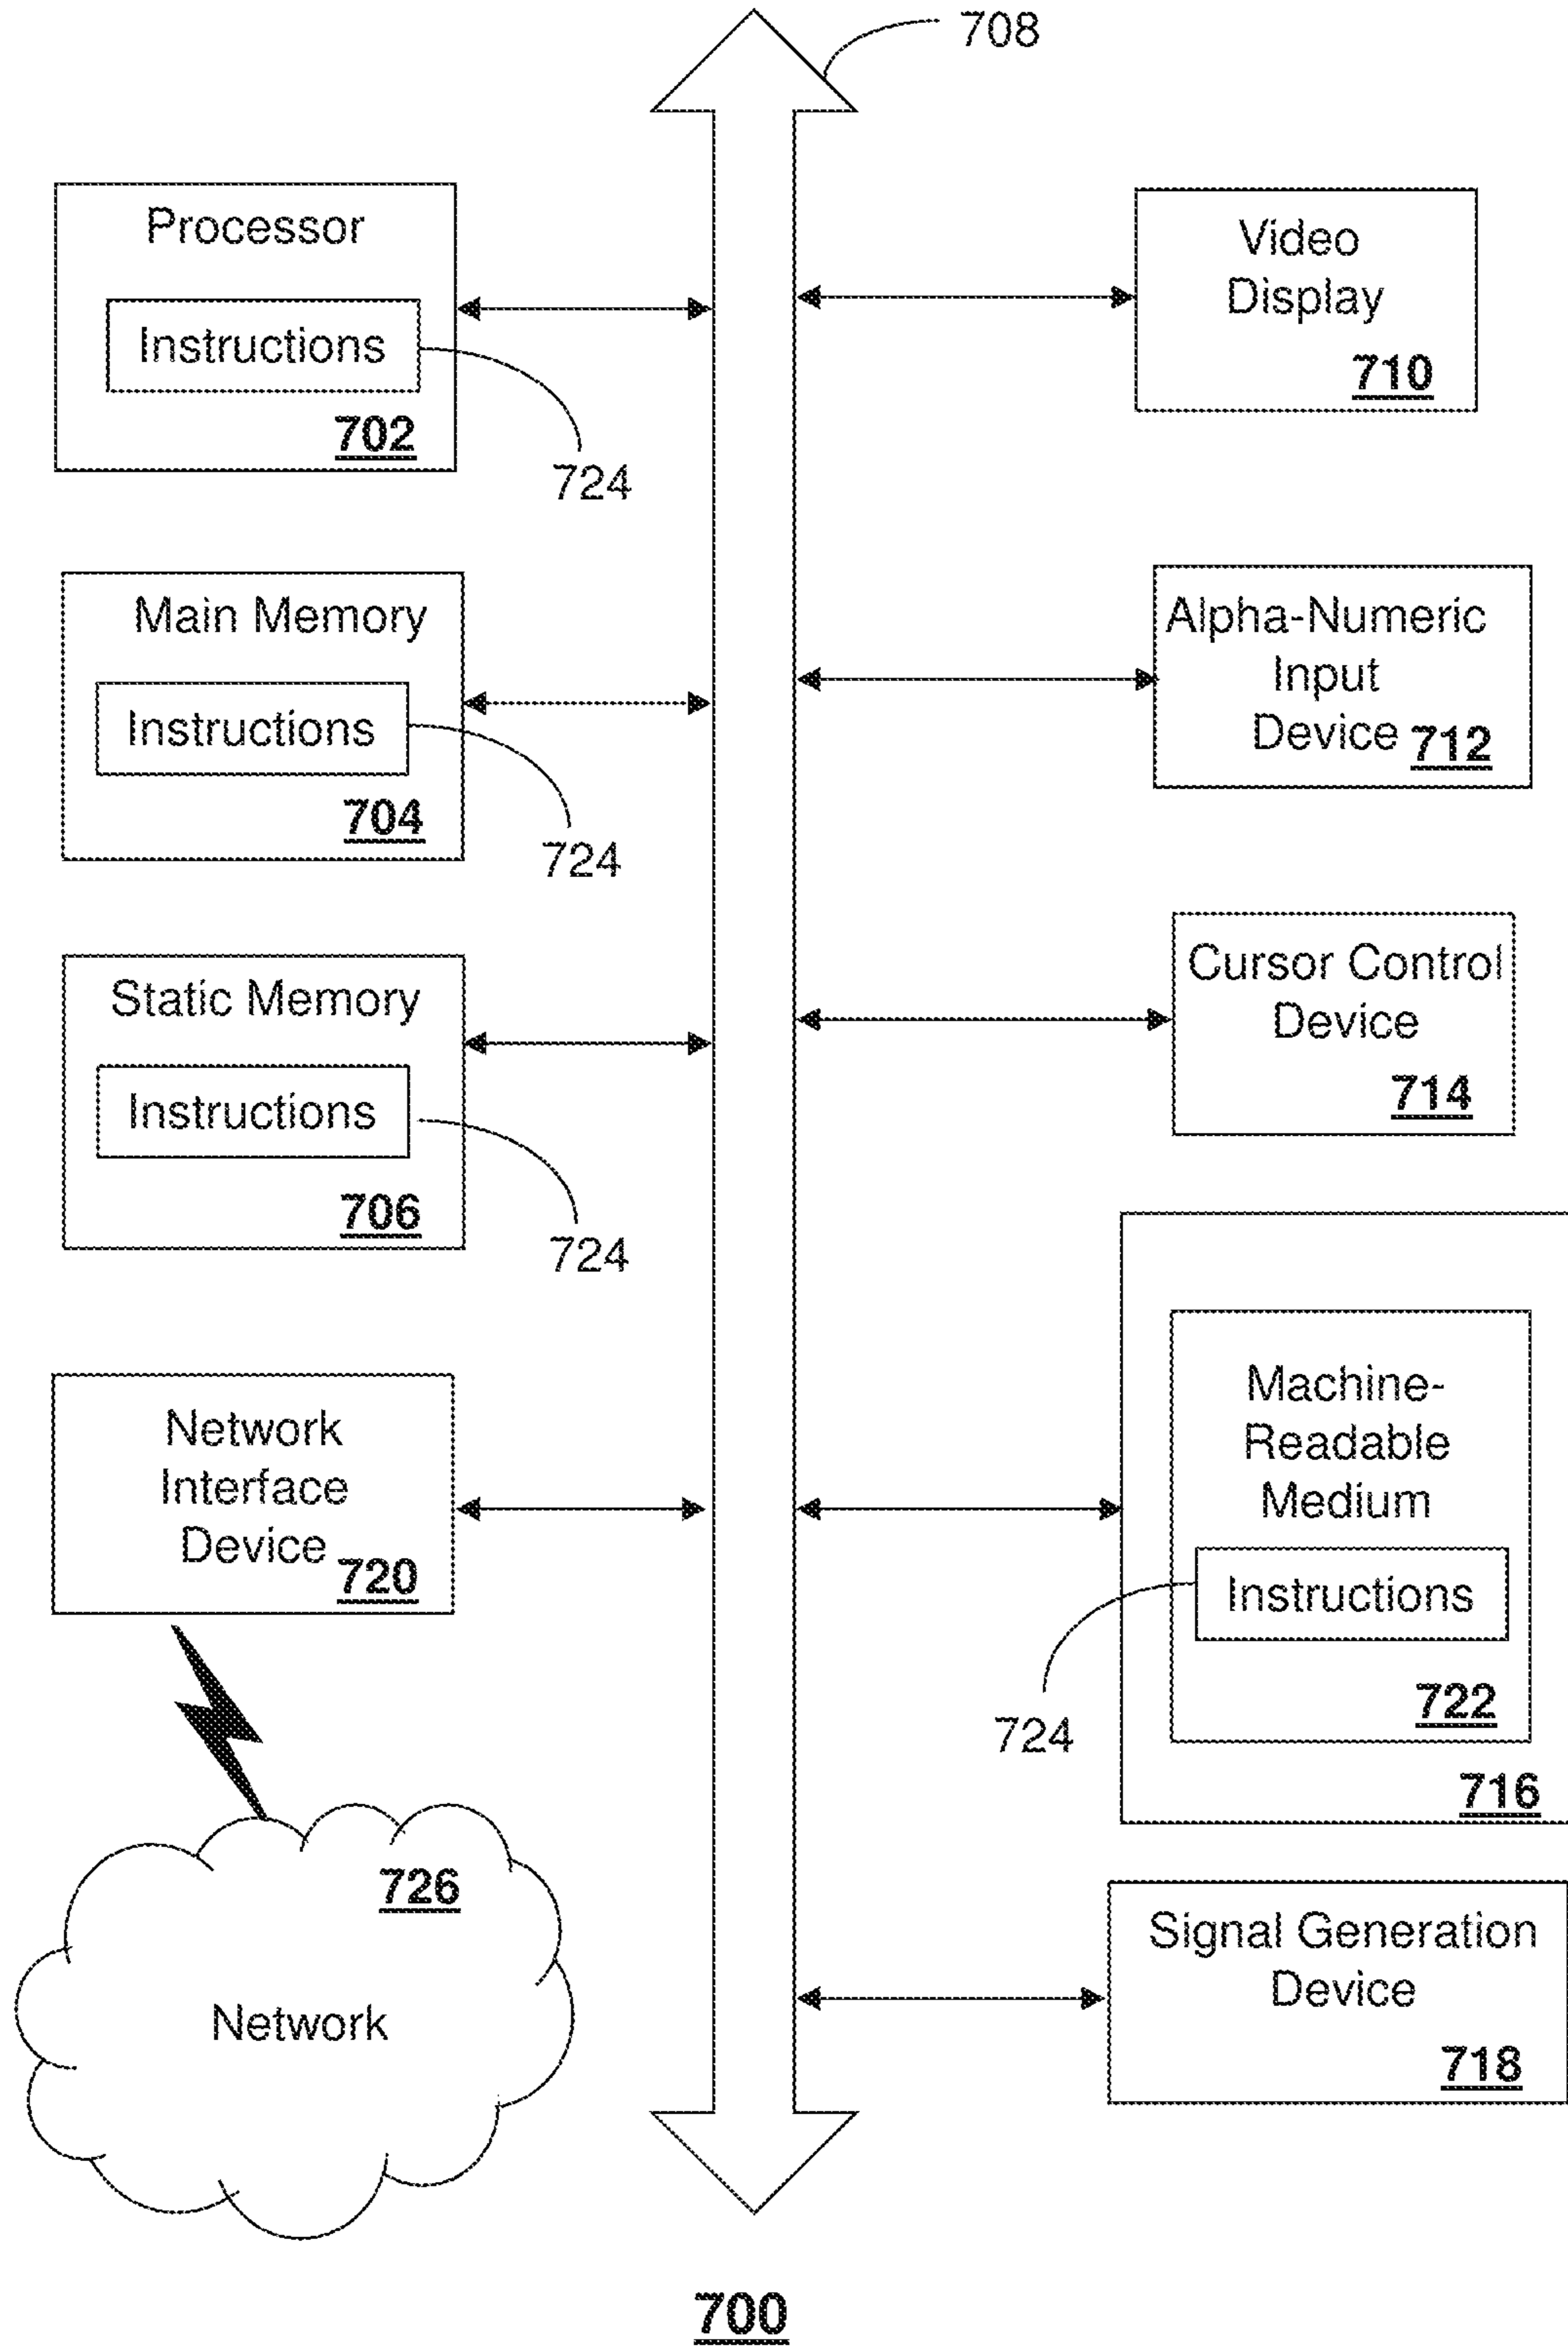 708
Processor
Instructions
702
724
Main Memory
Instructions
704
724
Static Memory
Instructions
706
724
Network
Interface
Device
720
726
Network
Video
Display
710
Alpha-Numeric
Input
Device
712
Cursor Control
Device
714
Machine-
Readable
Medium
Instructions
724
722
716
Signal Generation
Device
718
700